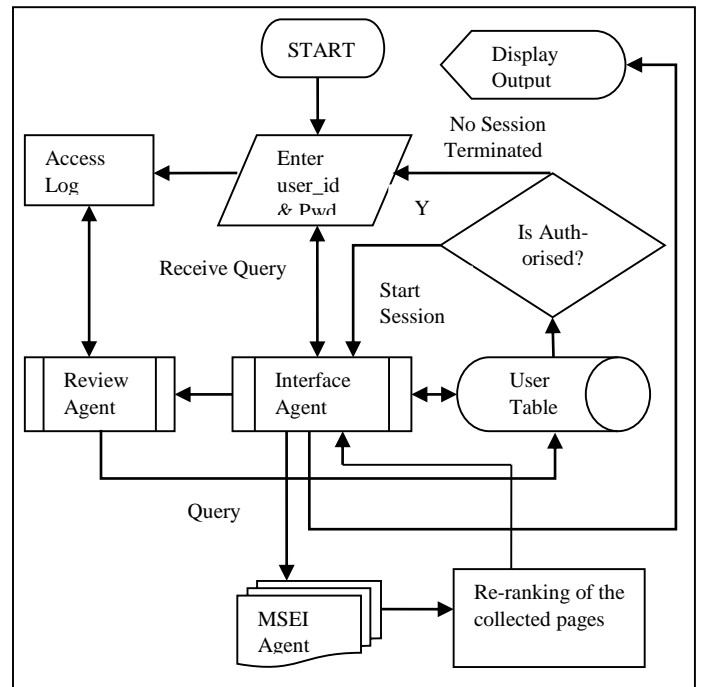 START
Display
Output
No Session
Terminated
Access
Log
Enter
user_id
& Pwd
Y
Is Auth-
orised?
Receive Query
Start
Session
Review
Agent
Interface
Agent
User
Table
Query
MSEI
Agent
Re-ranking of the
collected pages